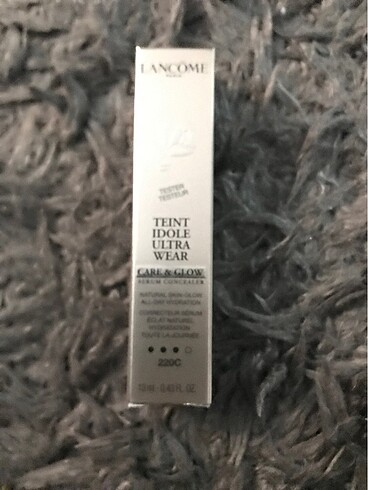 LANCÔME
PARIS
TESTER
TESTEUR
TEINT
IDOLE
ULTRA
WEAR
CARE & GLOW
SERUM CONCEALER
NATURAL SKIN-GLOW
ALL-DAY HYDRATION
CORRECTEUR SÉRUM
ÉCLAT NATUREL
HYDRATATION
TOUTE LA JOURNÉE
220C
13 mL - 0.43 FL. OZ.